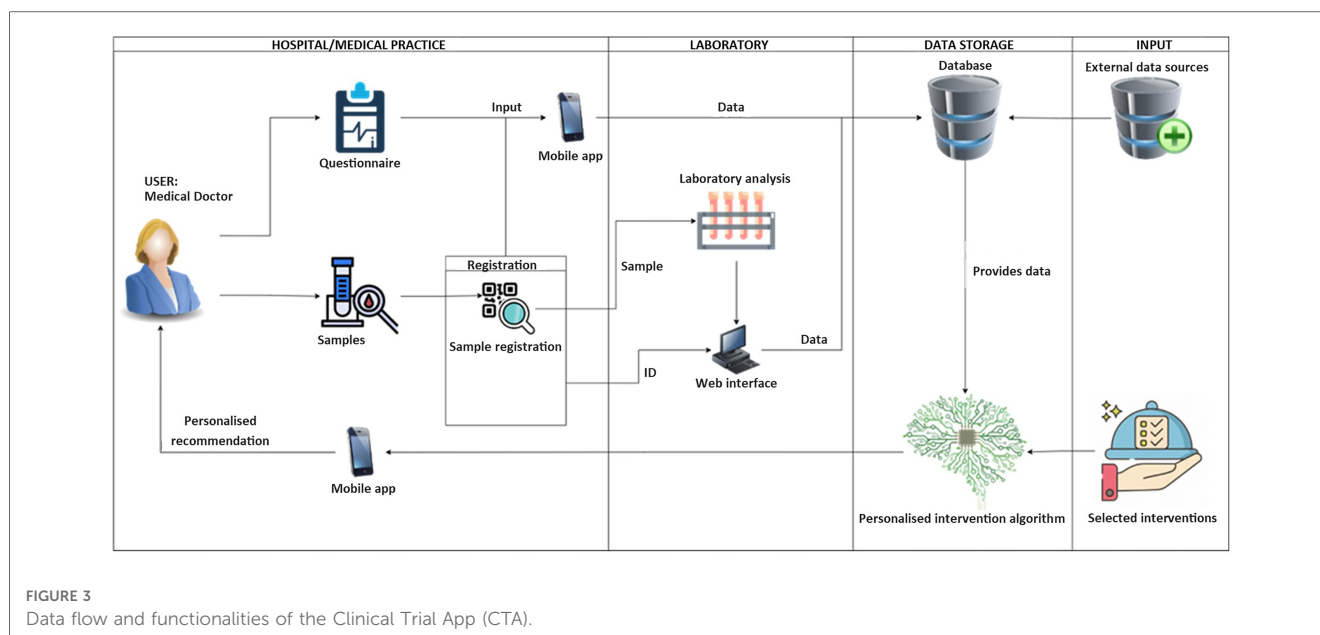 HOSPITAL/MEDICAL PRACTICE
LABORATORY
DATA STORAGE
INPUT
Database
External data sources
Input
Data
Questionnaire
Mobile app
USER:
Medical Doctor
Laboratory analysis
Registration
Sample
Provides data
Samples
Sample registration
ID
Data
Web interface
Personalised
recommendation
Mobile app
Personalised intervention algorithm
Selected interventions
FIGURE 3
Data flow and functionalities of the Clinical Trial App (CTA).